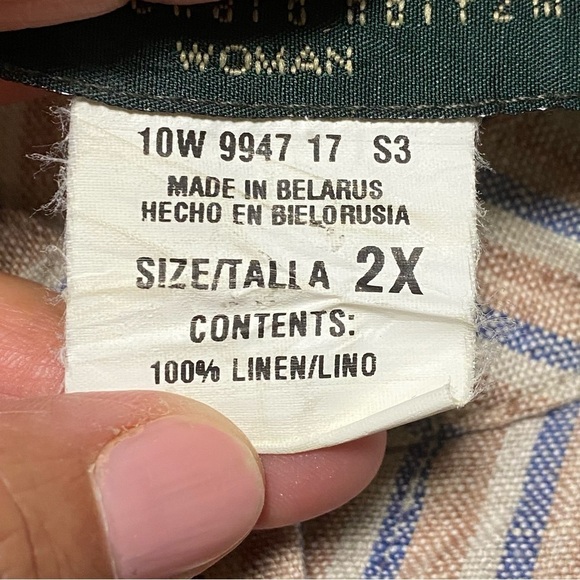 WOMAN
10W 9947 17 S3
MADE IN BELARUS
HECHO EN BIELORUSIA
SIZE/TALLA 2X
CONTENTS:
100% LINEN/LINO